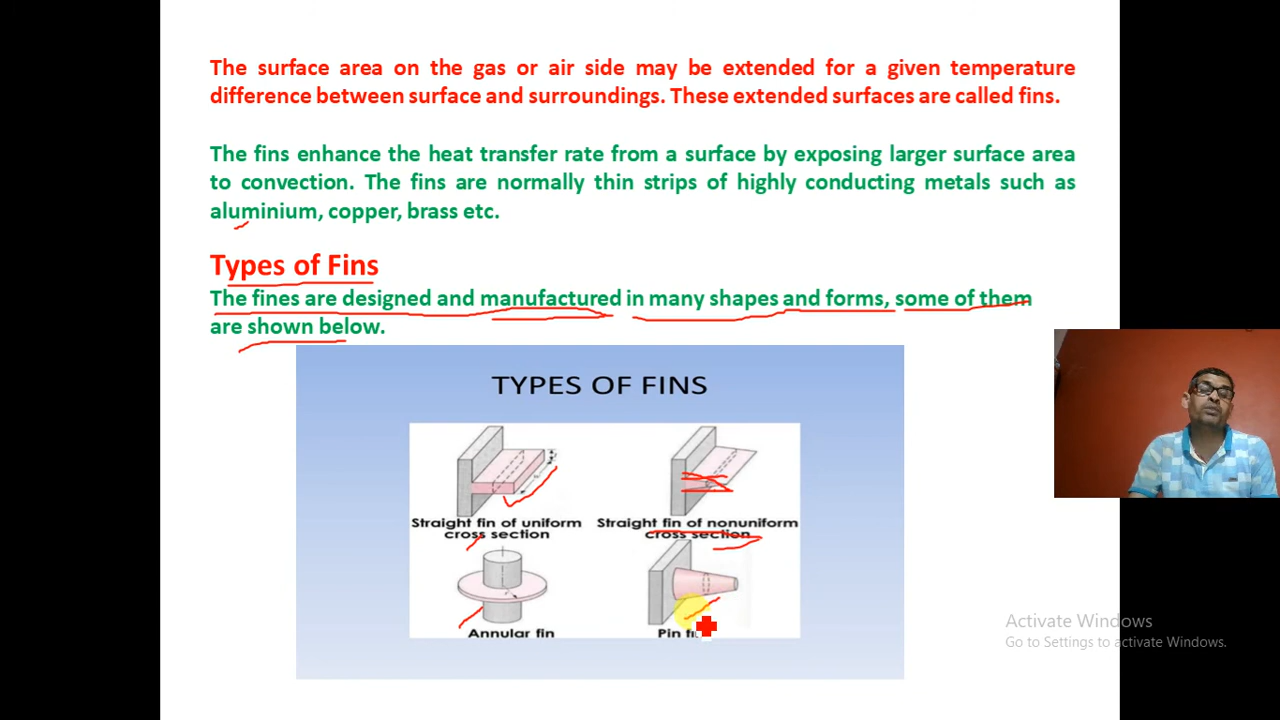 The surface area on the gas or air side may be extended for a given temperature
difference between surface and surroundings. These extended surfaces are called fins.
The fins enhance the heat transfer rate from a surface by exposing larger surface area
to convection. The fins are normally thin strips of highly conducting metals such as
aluminium, copper, brass etc.
Types of Fins
The fines are designed and manufactured in many shapes and forms, some of them
are shown below.
TYPES OF FINS
Straight fin of uniform
cross section
Straight fin of nonuniform
cross section
Annular fin
Pin
Activate Windows
Go to Settings to activate Windows.